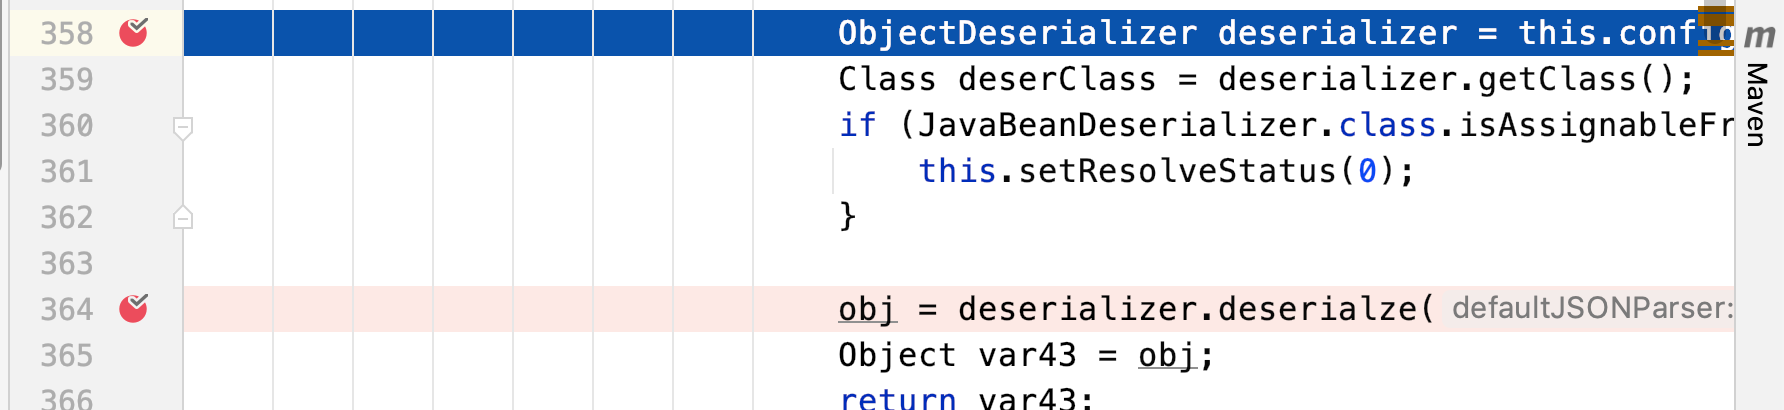 358 ObjectDeserializer deserializer = this.config
359 Class deserClass = deserializer.getClass();
360 if (JavaBeanDeserializer.class.isAssignableFr
361 this.setResolveStatus(0);
362 }
363
364 obj = deserializer.deserialze( defaultJSONParser:
365 Object var43 = obj;
366 return var43;
m Maven